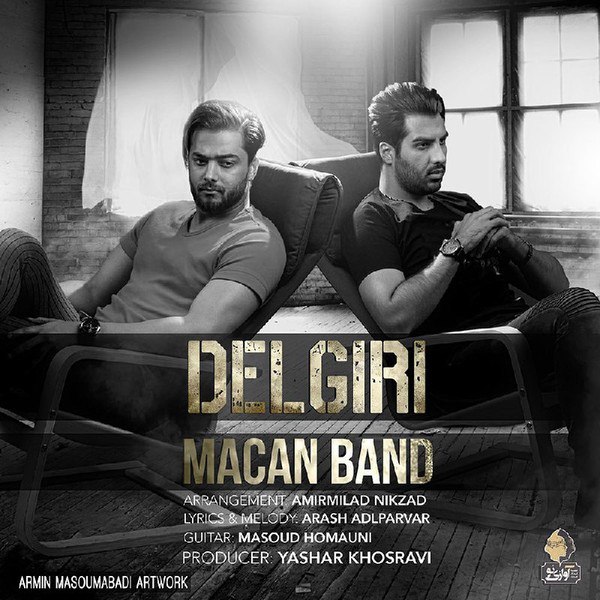 DELGIRI
MACAN BAND
ARRANGEMENT: AMIRMILAD NIKZAD
LYRICS & MELODY: ARASH ADLPARVAR
GUITAR: MASOUD HOMAUNI
PRODUCER: YASHAR KHOSRAVI
ARMIN MASOUMABADI ARTWORK